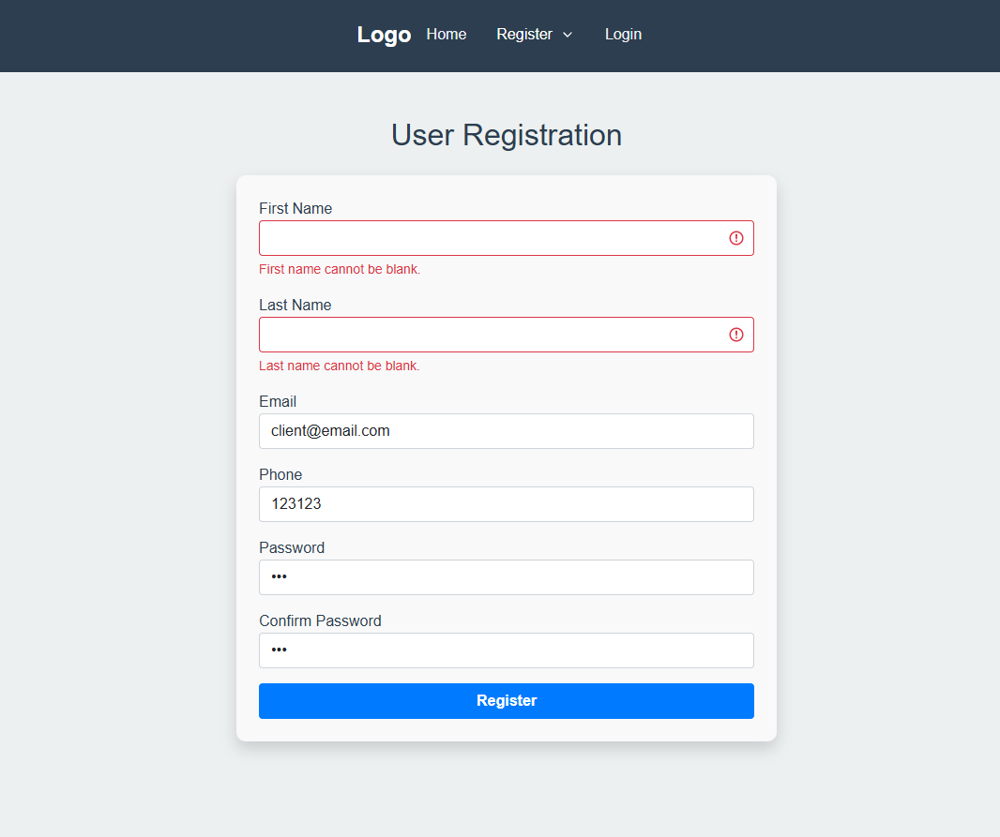 Logo Home Register Login
User Registration
First Name
First name cannot be blank.
Last Name
Last name cannot be blank.
Email
client@email.com
Phone
123123
Password
•••
Confirm Password
•••
Register